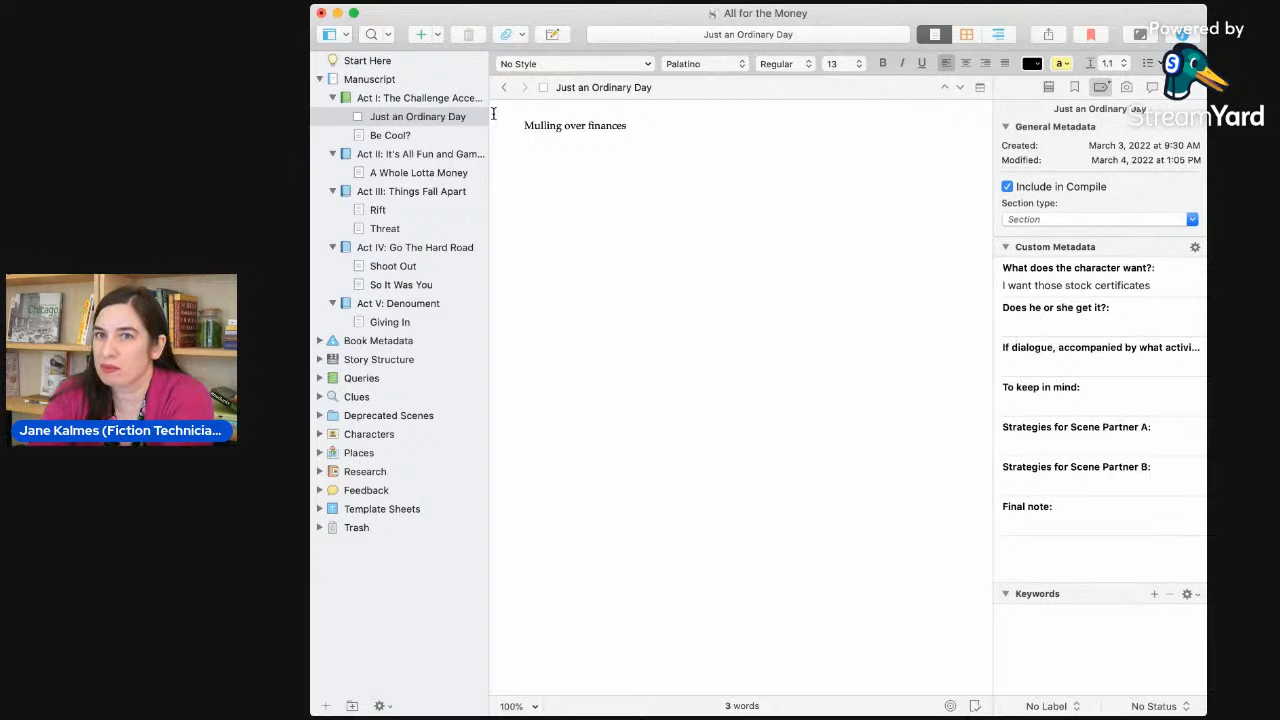 All for the Money
Powered by
StreamYard
Just an Ordinary Day
Start Here
Manuscript
Act I: The Challenge Acce...
Just an Ordinary Day
Be Cool?
Act II: It's All Fun and Gam...
A Whole Lotta Money
Act III: Things Fall Apart
Rift
Threat
Act IV: Go The Hard Road
Shoot Out
So It Was You
Act V: Denoument
Giving In
Book Metadata
Story Structure
Queries
Clues
Deprecated Scenes
Characters
Places
Research
Feedback
Template Sheets
Trash
No Style
Palatino
Regular
13
B I U
a
1.1
Just an Ordinary Day
Mulling over finances
100%
3 words
Just an Ordinary Day
General Metadata
Created: March 3, 2022 at 9:30 AM
Modified: March 4, 2022 at 1:05 PM
Include in Compile
Section type:
Section
Custom Metadata
What does the character want?:
I want those stock certificates
Does he or she get it?:
If dialogue, accompanied by what activi...
To keep in mind:
Strategies for Scene Partner A:
Strategies for Scene Partner B:
Final note:
Keywords
No Label
No Status
Chicago
Jane Kalmes (Fiction Technicia...